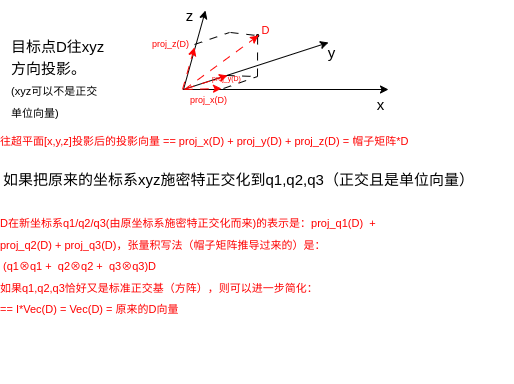 z
D
目标点D往xyz
proj_z(D)
y
方向投影。
proj_y(D)
(xyz可以不是正交
proj_x(D)
x
单位向量)
往超平面[x,y,z]投影后的投影向量 == proj_x(D) + proj_y(D) + proj_z(D) = 帽子矩阵*D
如果把原来的坐标系xyz施密特正交化到q1,q2,q3（正交且是单位向量）
D在新坐标系q1/q2/q3(由原坐标系施密特正交化而来)的表示是：proj_q1(D) +
proj_q2(D) + proj_q3(D)，张量积写法（帽子矩阵推导过来的）是：
(q1⊗q1 + q2⊗q2 + q3⊗q3)D
如果q1,q2,q3恰好又是标准正交基（方阵），则可以进一步简化：
== I*Vec(D) = Vec(D) = 原来的D向量